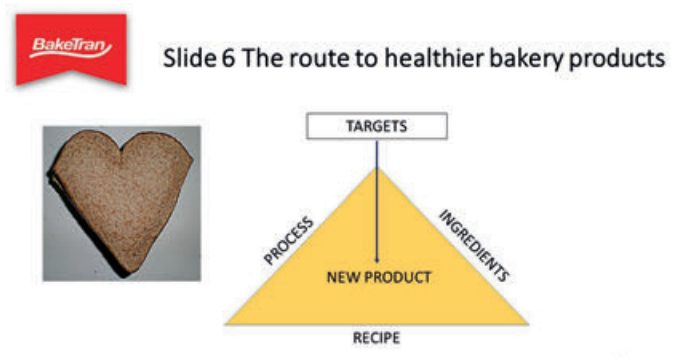 BakeTran
Slide 6 The route to healthier bakery products
TARGETS
PROCESS
INGREDIENTS
NEW PRODUCT
RECIPE